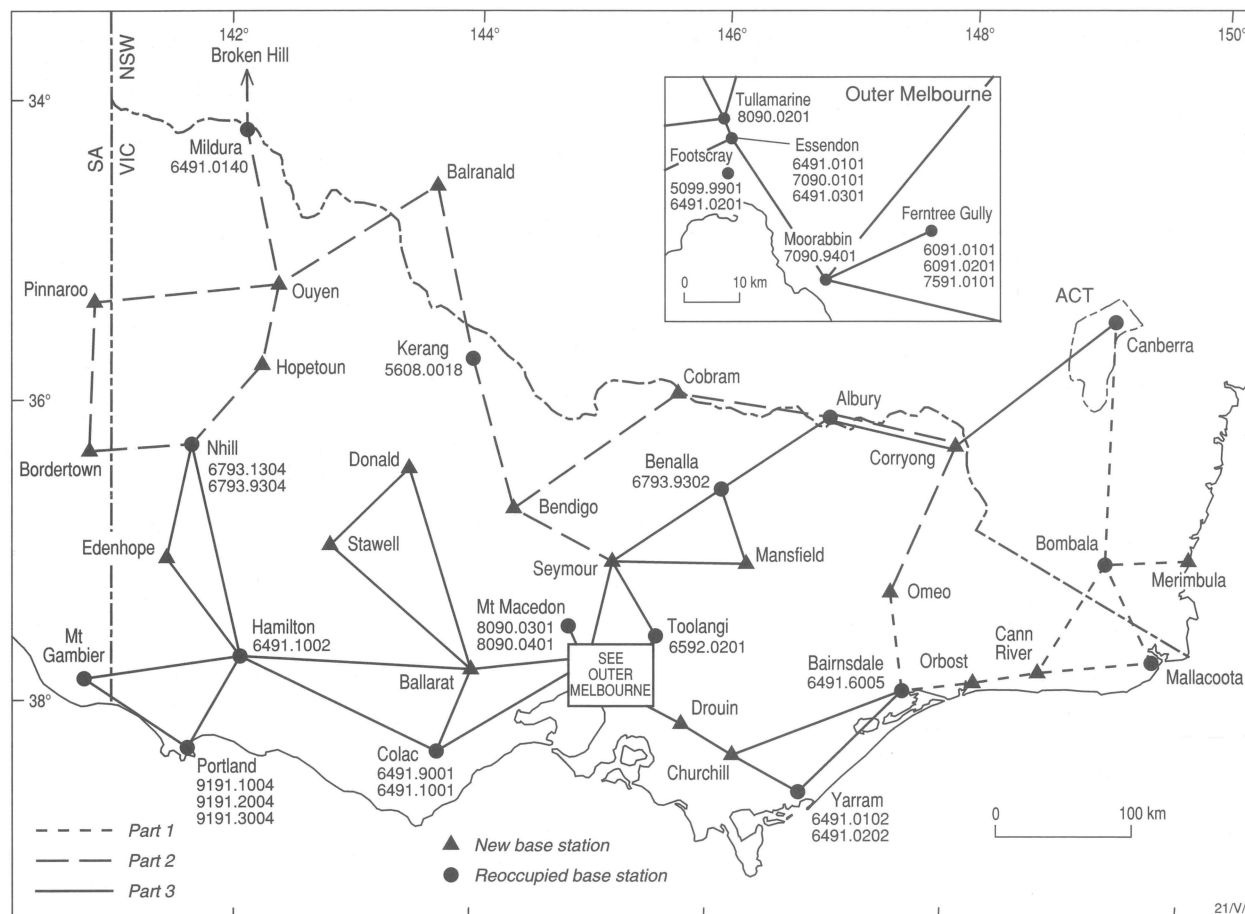 142°
144°
146°
148°
150°
34°
36°
38°
NSW
SA
VIC
Broken Hill
Mildura
6491.0140
Balranald
Pinnaroo
Ouyen
Hopetoun
Kerang
5608.0018
Cobram
Albury
Corryong
ACT
Canberra
Bordertown
Nhill
6793.1304
6793.9304
Donald
Bendigo
Benalla
6793.9302
Edenhope
Stawell
Seymour
Mansfield
Bombala
Merimbula
Omeo
Mt
Gambier
Hamilton
6491.1002
Mt Macedon
8090.0301
8090.0401
Toolangi
6592.0201
Ballarat
SEE
OUTER
MELBOURNE
Bairnsdale
6491.6005
Orbost
Cann
River
Mallacoota
Drouin
Churchill
Portland
9191.1004
9191.2004
9191.3004
Colac
6491.9001
6491.1001
Yarram
6491.0102
6491.0202
Outer Melbourne
Tullamarine
8090.0201
Essendon
6491.0101
7090.0101
6491.0301
Footscray
5099.9901
6491.0201
Ferntree Gully
6091.0101
6091.0201
7591.0101
Moorabbin
7090.9401
0 10 km
Part 1
Part 2
Part 3
New base station
Reoccupied base station
0 100 km
21/V/